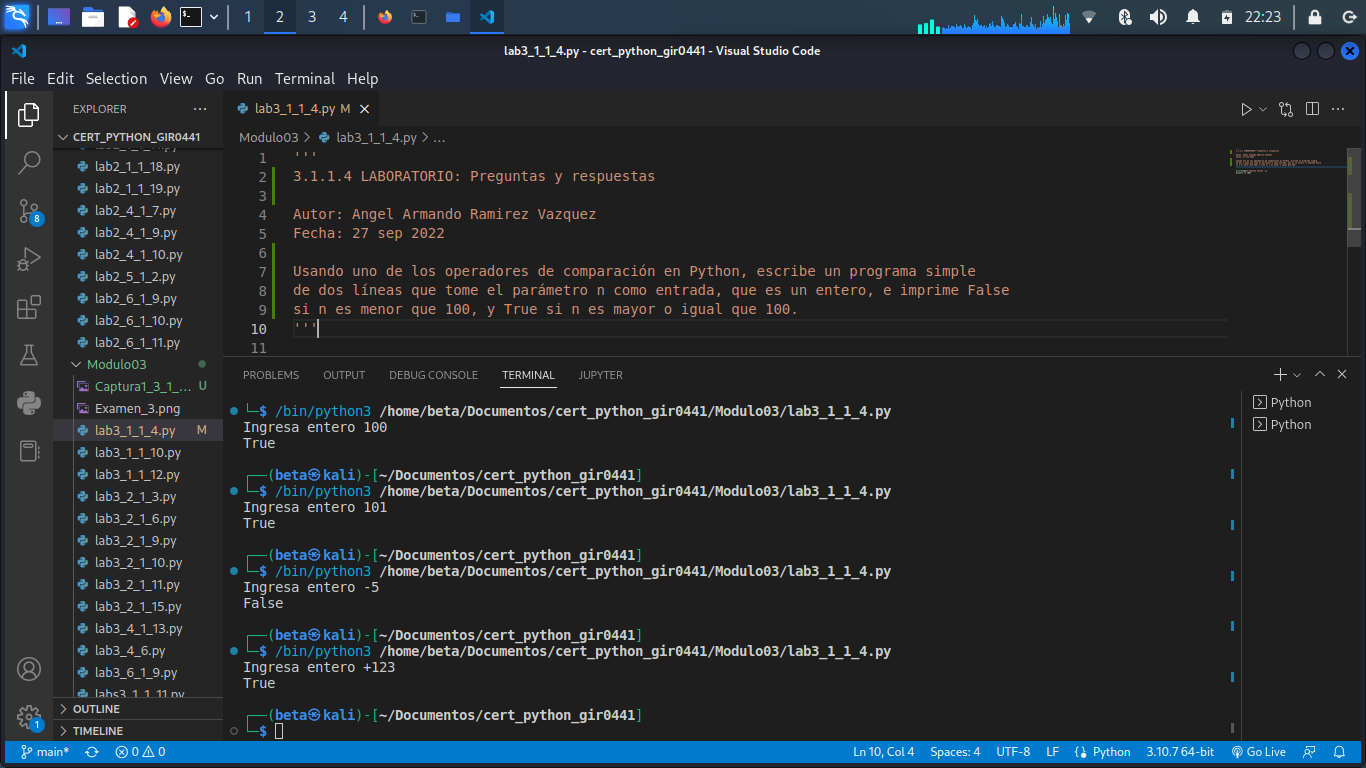 1 2 3 4 22:23
lab3_1_1_4.py - cert_python_gir0441 - Visual Studio Code
File Edit Selection View Go Run Terminal Help
EXPLORER
CERT_PYTHON_GIR0441
lab2_1_1_18.py
lab2_1_1_19.py
lab2_4_1_7.py
lab2_4_1_9.py
lab2_4_1_10.py
lab2_5_1_2.py
lab2_6_1_9.py
lab2_6_1_10.py
lab2_6_1_11.py
Modulo03
Captura1_3_1_... U
Examen_3.png
lab3_1_1_4.py M
lab3_1_1_10.py
lab3_1_1_12.py
lab3_2_1_3.py
lab3_2_1_6.py
lab3_2_1_9.py
lab3_2_1_10.py
lab3_2_1_11.py
lab3_2_1_15.py
lab3_4_1_13.py
lab3_4_6.py
lab3_6_1_9.py
labs3_1_1_11.py
OUTLINE
TIMELINE
8
1
lab3_1_1_4.py M
Modulo03 > lab3_1_1_4.py > ...
1 '''
2 3.1.1.4 LABORATORIO: Preguntas y respuestas
3
4 Autor: Angel Armando Ramirez Vazquez
5 Fecha: 27 sep 2022
6
7 Usando uno de los operadores de comparación en Python, escribe un programa simple
8 de dos líneas que tome el parámetro n como entrada, que es un entero, e imprime False
9 si n es menor que 100, y True si n es mayor o igual que 100.
10 '''
11
PROBLEMS OUTPUT DEBUG CONSOLE TERMINAL JUPYTER
└─$ /bin/python3 /home/beta/Documentos/cert_python_gir0441/Modulo03/lab3_1_1_4.py
Ingresa entero 100
True
┌──(beta㉿kali)-[~/Documentos/cert_python_gir0441]
└─$ /bin/python3 /home/beta/Documentos/cert_python_gir0441/Modulo03/lab3_1_1_4.py
Ingresa entero 101
True
┌──(beta㉿kali)-[~/Documentos/cert_python_gir0441]
└─$ /bin/python3 /home/beta/Documentos/cert_python_gir0441/Modulo03/lab3_1_1_4.py
Ingresa entero -5
False
┌──(beta㉿kali)-[~/Documentos/cert_python_gir0441]
└─$ /bin/python3 /home/beta/Documentos/cert_python_gir0441/Modulo03/lab3_1_1_4.py
Ingresa entero +123
True
┌──(beta㉿kali)-[~/Documentos/cert_python_gir0441]
└─$
Python
Python
main* 0 0 Ln 10, Col 4 Spaces: 4 UTF-8 LF Python 3.10.7 64-bit Go Live